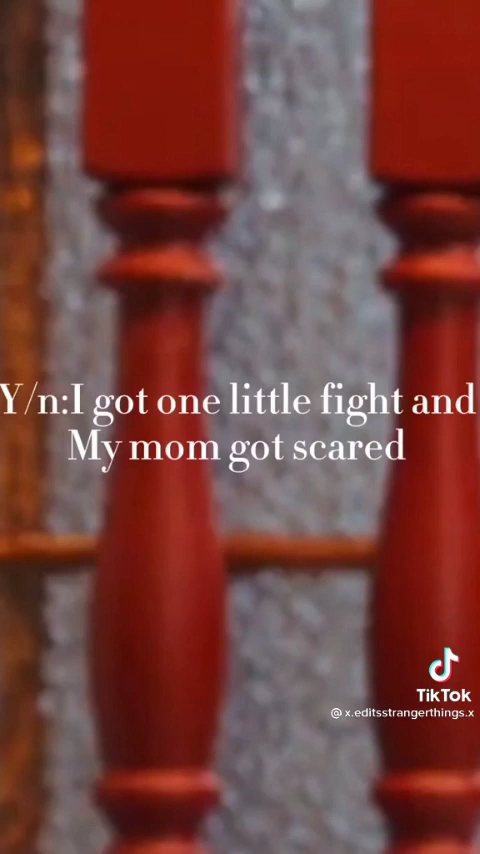 Y/n:I got one little fight and
My mom got scared
TikTok
@x.editsstrangerthings.x